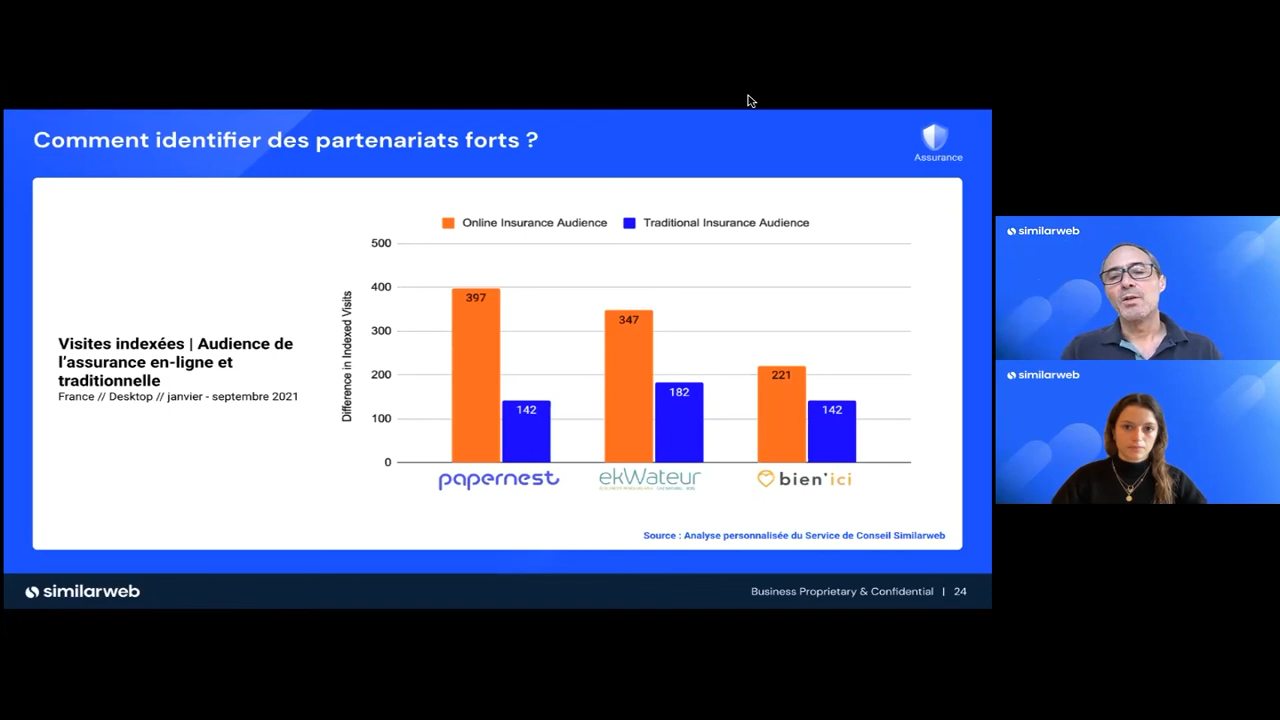 Comment identifier des partenariats forts ?
Assurance
Online Insurance Audience
Traditional Insurance Audience
500
400
300
200
100
0
Difference in Indexed Visits
397
142
347
182
221
142
papernest
ekWateur
bien'ici
Visites indexées | Audience de
l'assurance en-ligne et
traditionnelle
France // Desktop // janvier - septembre 2021
Source : Analyse personnalisée du Service de Conseil Similarweb
similarweb
Business Proprietary & Confidential | 24
similarweb
similarweb